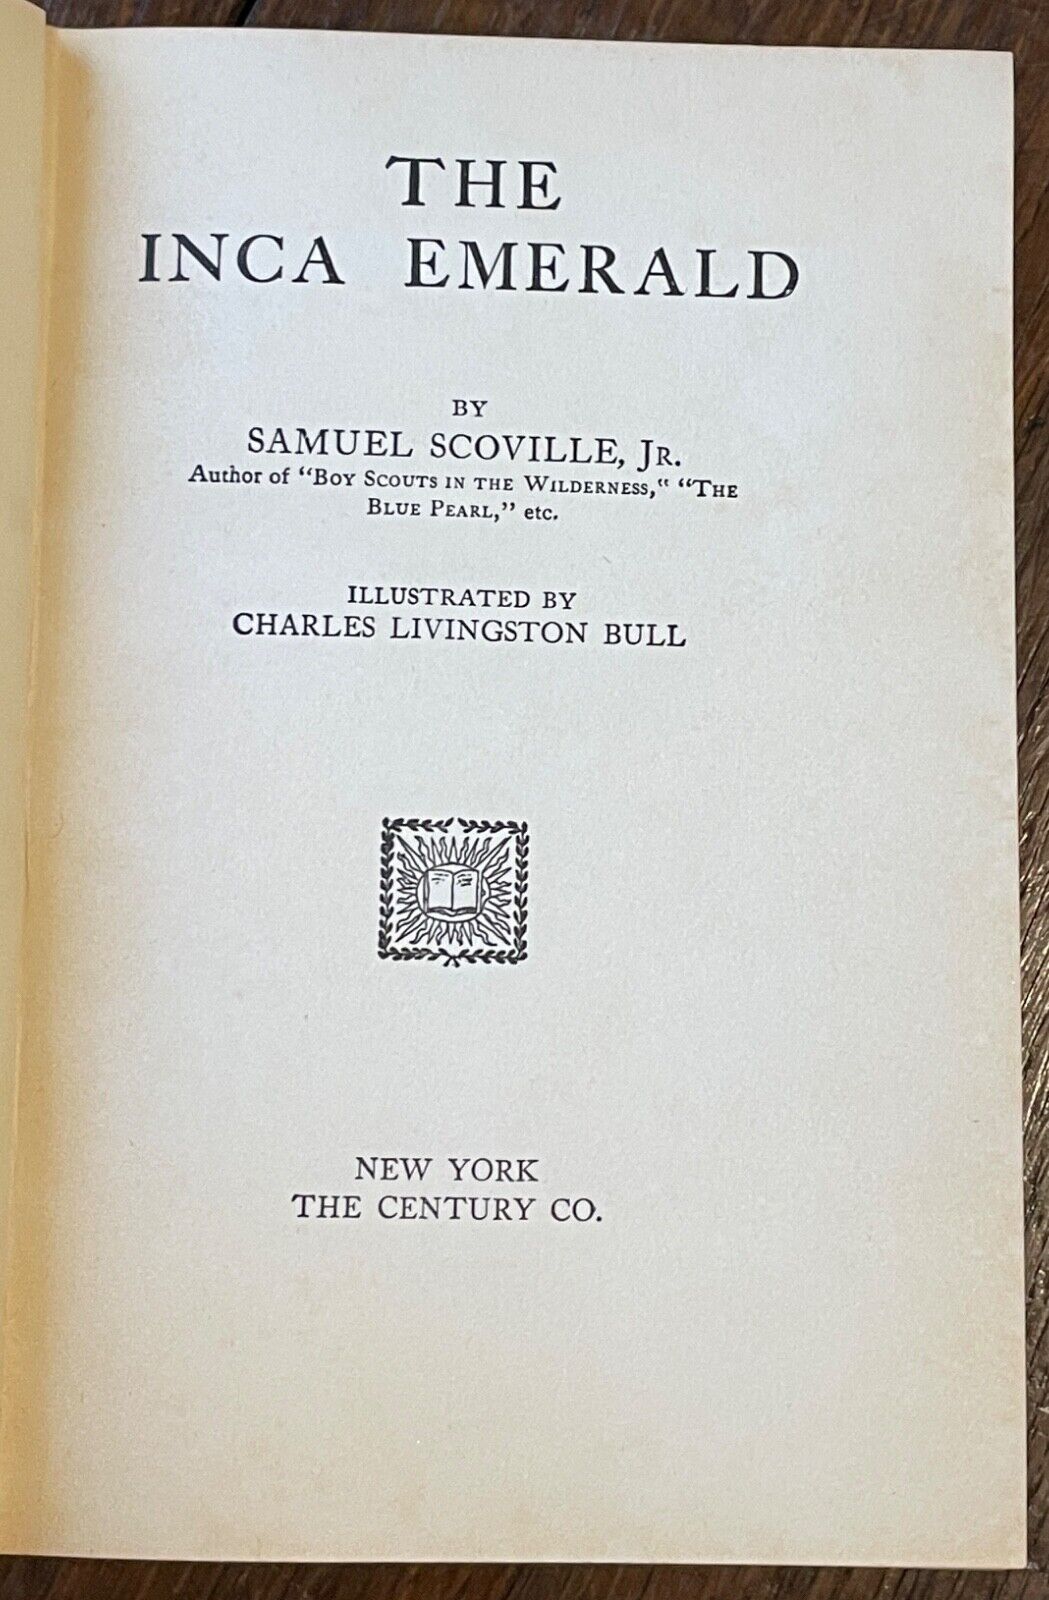 THE
INCA EMERALD
BY
SAMUEL SCOVILLE, JR.
Author of "BOY SCOUTS IN THE WILDERNESS," "THE
BLUE PEARL," etc.
ILLUSTRATED BY
CHARLES LIVINGSTON BULL
NEW YORK
THE CENTURY CO.